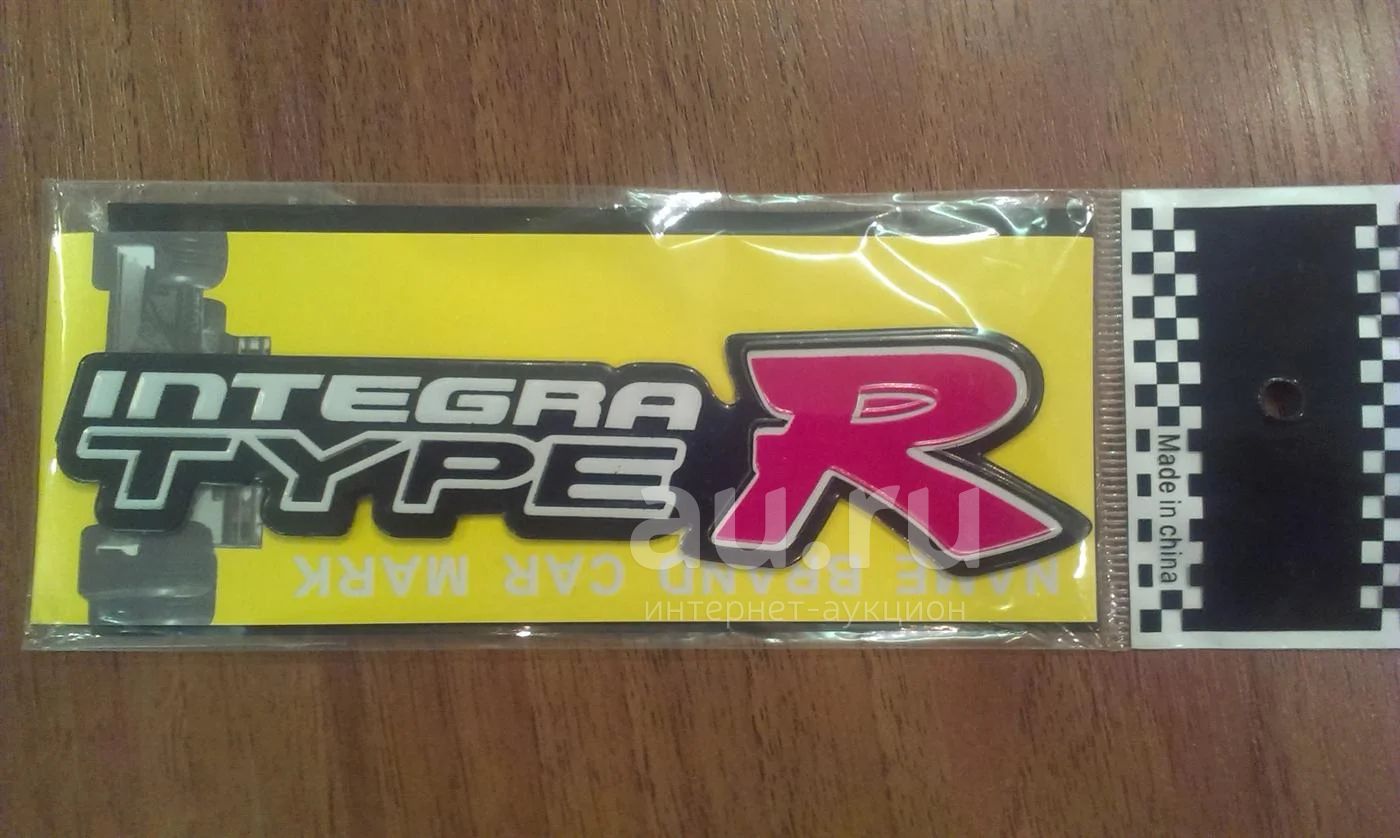 INTEGRA
TYPE R
NAME BRAND CAR MARK
Made in china
au.ru
интернет-аукцион